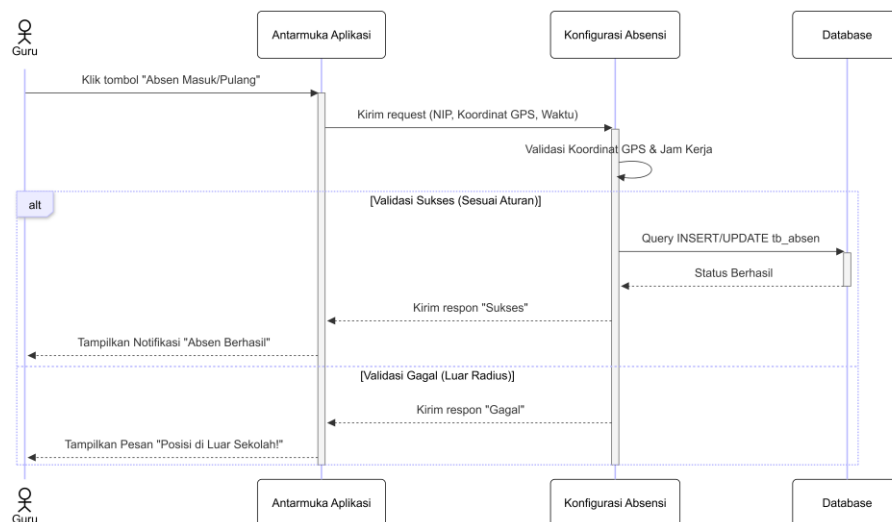 Guru
Antarmuka Aplikasi
Konfigurasi Absensi
Database
Klik tombol "Absen Masuk/Pulang"
Kirim request (NIP, Koordinat GPS, Waktu)
Validasi Koordinat GPS & Jam Kerja
alt
[Validasi Sukses (Sesuai Aturan)]
Query INSERT/UPDATE tb_absen
Status Berhasil
Kirim respon "Sukses"
Tampilkan Notifikasi "Absen Berhasil"
[Validasi Gagal (Luar Radius)]
Kirim respon "Gagal"
Tampilkan Pesan "Posisi di Luar Sekolah!"
Guru
Antarmuka Aplikasi
Konfigurasi Absensi
Database